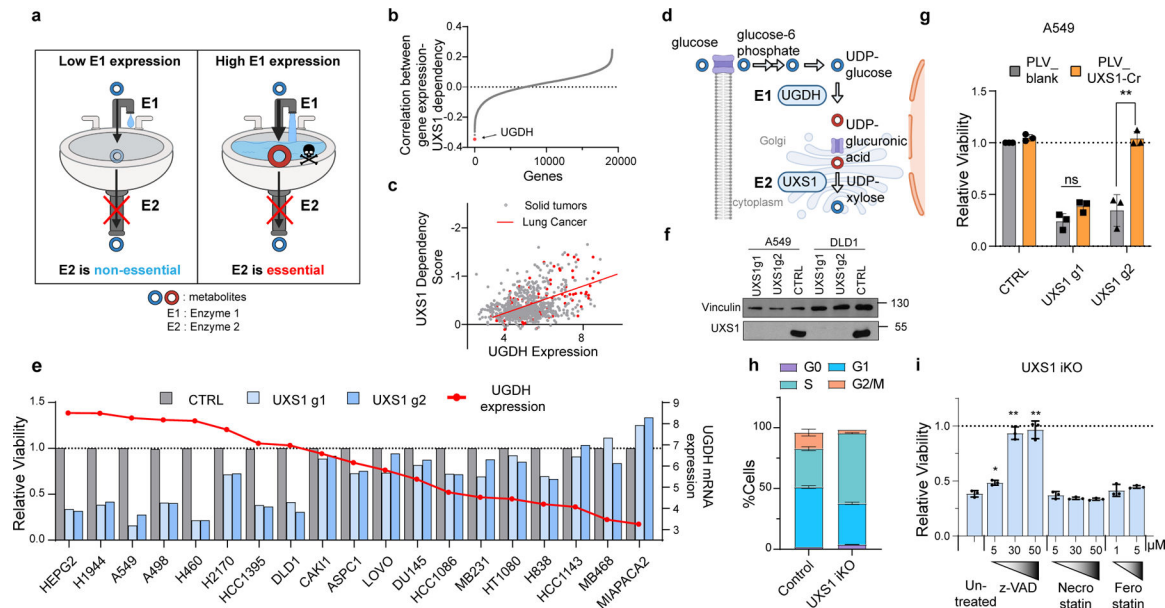 a
Low E1 expression
High E1 expression
E1
E1
E2
E2
E2 is non-essential
E2 is essential
: metabolites
E1 : Enzyme 1
E2 : Enzyme 2
b
Correlation between
gene expression-
UXS1 dependency
0.4
0.2
0.0
-0.2
-0.4
UGDH
0
10000
20000
Genes
c
Solid tumors
Lung Cancer
UXS1 Dependency
Score
-2
-1
0
4
6
8
UGDH Expression
d
glucose
glucose-6
phosphate
UDP-
glucose
E1
UGDH
UDP-
glucuronic
acid
Golgi
E2
UXS1
UDP-
xylose
cytoplasm
e
CTRL
UXS1 g1
UXS1 g2
UGDH
expression
Relative Viability
1.5
1.0
0.5
0.0
9
8
7
6
5
4
3
UGDH mRNA
expression
HEPG2
H1944
A549
A498
H460
H2170
HCC1395
DLD1
CAKI1
ASPC1
LOVO
DU145
HCC1086
MB231
HT1080
H838
HCC1143
MB468
MIAPACA2
f
A549
DLD1
UXS1g1
UXS1g2
CTRL
UXS1g1
UXS1g2
CTRL
Vinculin
130
UXS1
55
g
A549
PLV_
blank
PLV_
UXS1-Cr
Relative Viability
1.5
1.0
0.5
0.0
ns
**
CTRL
UXS1 g1
UXS1 g2
h
G0
G1
S
G2/M
%Cells
100
50
0
Control
UXS1 iKO
i
UXS1 iKO
Relative Viability
1.0
0.5
0.0
*
**
**
5
30
50
5
30
50
1
5
μM
Un-
treated
z-VAD
Necro
statin
Fero
statin